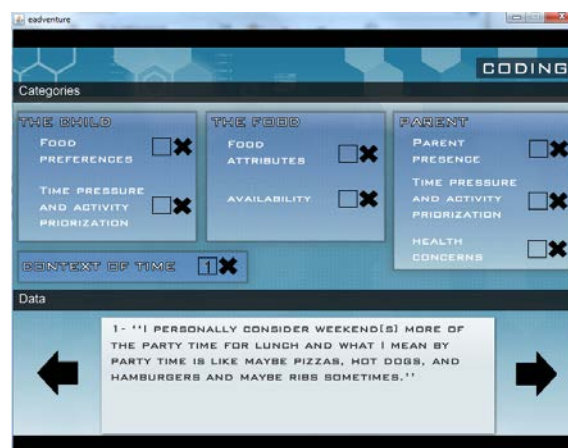 eadventure
CODING
Categories
THE CHILD
FOOD
PREFERENCES
TIME PRESSURE
AND ACTIVITY
PRIORIZATION
THE FOOD
FOOD
ATTRIBUTES
AVAILABILITY
PARENT
PARENT
PRESENCE
TIME PRESSURE
AND ACTIVITY
PRIORIZATION
HEALTH
CONCERNS
CONTEXT OF TIME 1
Data
1- ''I PERSONALLY CONSIDER WEEKEND[S] MORE OF
THE PARTY TIME FOR LUNCH AND WHAT I MEAN BY
PARTY TIME IS LIKE MAYBE PIZZAS, HOT DOGS, AND
HAMBURGERS AND MAYBE RIBS SOMETIMES.''